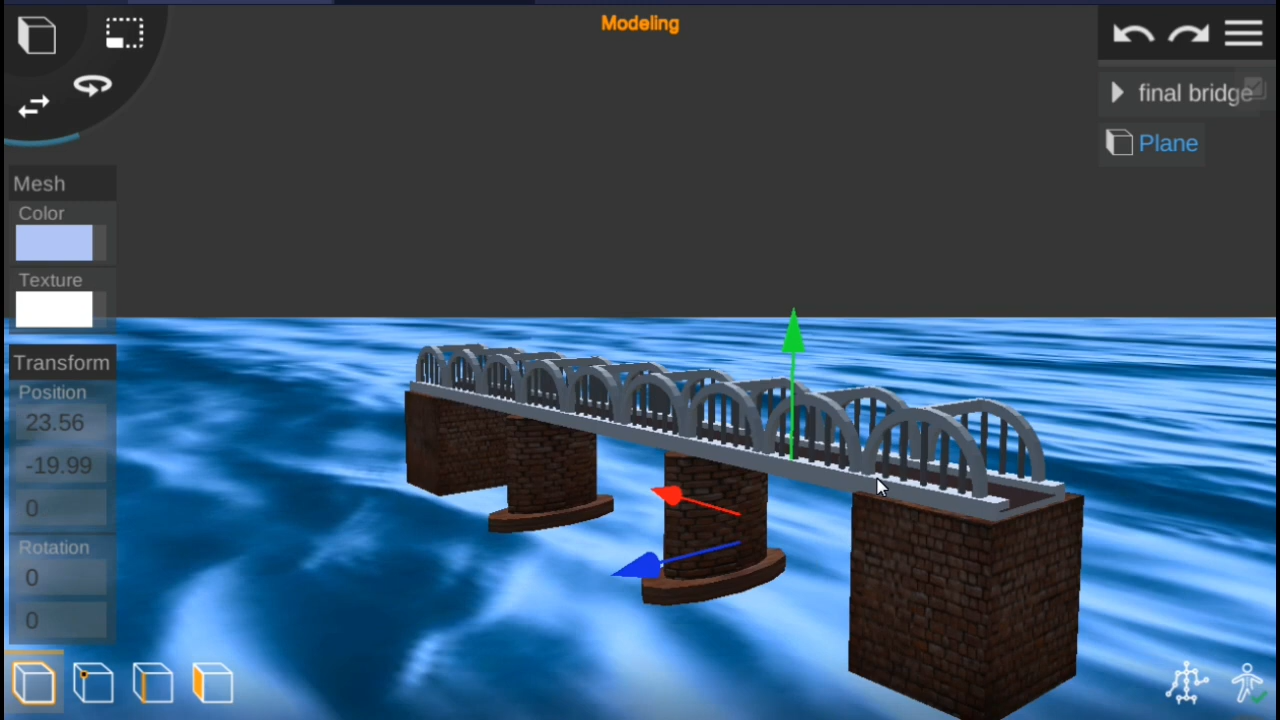 Modeling
final bridge
Plane
Mesh
Color
Texture
Transform
Position
23.56
-19.99
0
Rotation
0
0